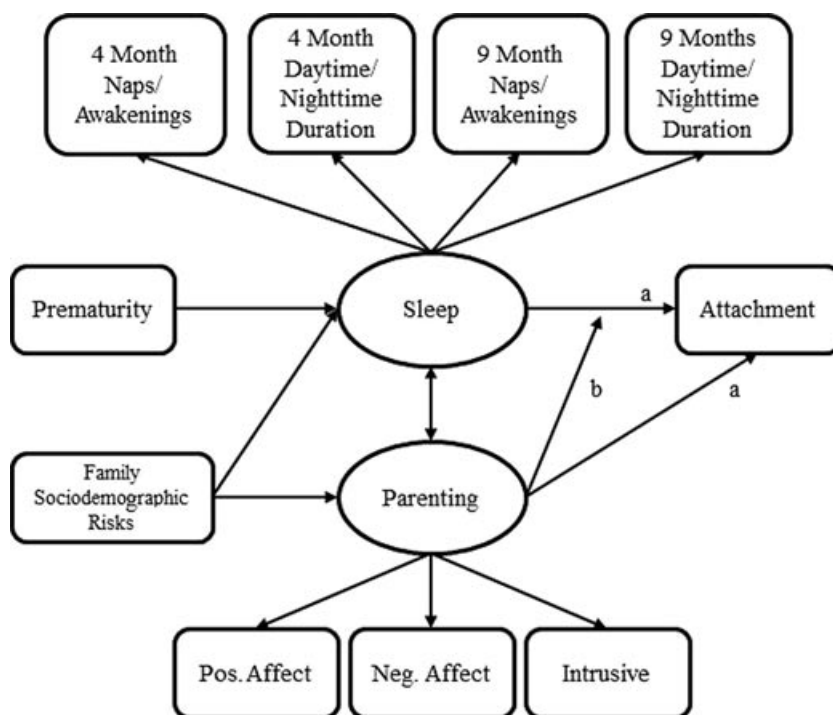 4 Month
Naps/
Awakenings
4 Month
Daytime/
Nighttime
Duration
9 Month
Naps/
Awakenings
9 Months
Daytime/
Nighttime
Duration
Prematurity
Sleep
a
Attachment
b
a
Family
Sociodemographic
Risks
Parenting
Pos. Affect
Neg. Affect
Intrusive